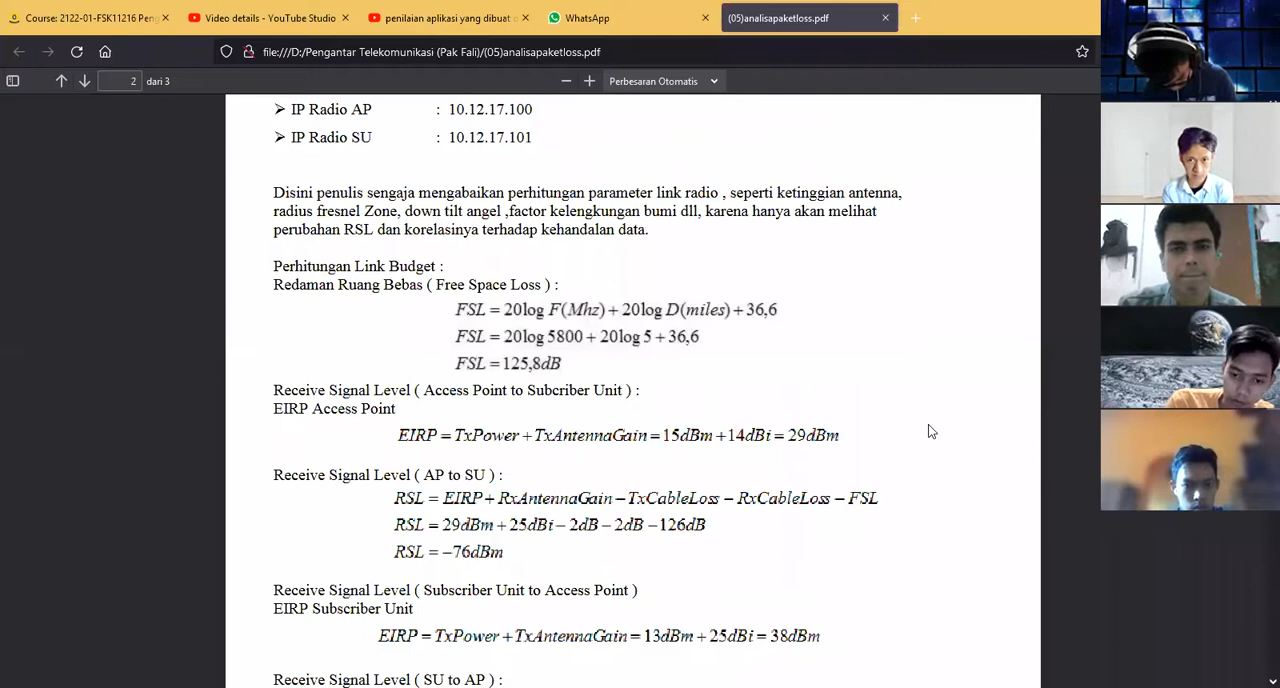 Course: 2122-01-FSK11216 Peng
Video details - YouTube Studio
penilaian aplikasi yang dibuat o
WhatsApp
(05)analisapaketloss.pdf
file:///D:/Pengantar Telekomunikasi (Pak Fali)/(05)analisapaketloss.pdf
2 dari 3
Perbesaran Otomatis
➢ IP Radio AP : 10.12.17.100
➢ IP Radio SU : 10.12.17.101
Disini penulis sengaja mengabaikan perhitungan parameter link radio , seperti ketinggian antenna,
radius fresnel Zone, down tilt angel ,factor kelengkungan bumi dll, karena hanya akan melihat
perubahan RSL dan korelasinya terhadap kehandalan data.
Perhitungan Link Budget :
Redaman Ruang Bebas ( Free Space Loss ) :
FSL = 20log F(Mhz) + 20log D(miles) + 36,6
FSL = 20log 5800 + 20log 5 + 36,6
FSL = 125,8dB
Receive Signal Level ( Access Point to Subcriber Unit ) :
EIRP Access Point
EIRP = TxPower + TxAntennaGain = 15dBm + 14dBi = 29dBm
Receive Signal Level ( AP to SU ) :
RSL = EIRP + RxAntennaGain − TxCableLoss − RxCableLoss − FSL
RSL = 29dBm + 25dBi − 2dB − 2dB − 126dB
RSL = −76dBm
Receive Signal Level ( Subscriber Unit to Access Point )
EIRP Subscriber Unit
EIRP = TxPower + TxAntennaGain = 13dBm + 25dBi = 38dBm
Receive Signal Level ( SU to AP ) :